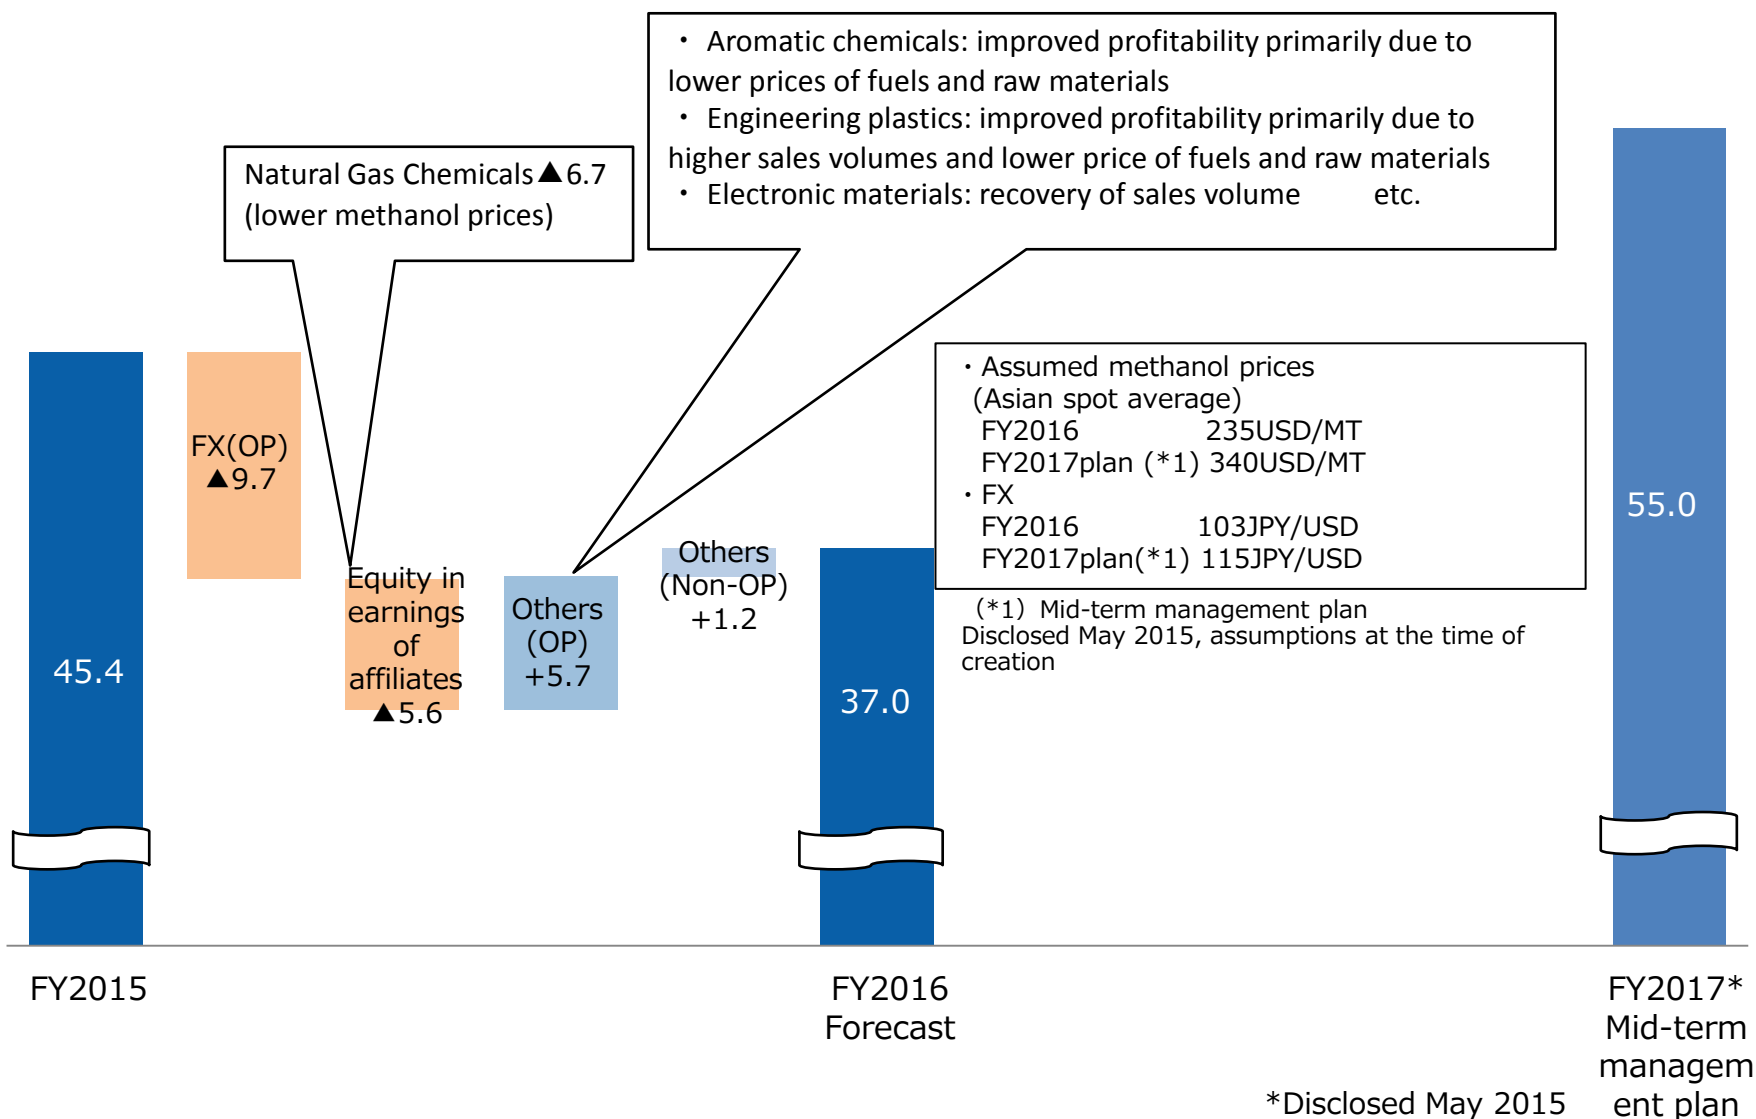 ・ Aromatic chemicals: improved profitability primarily due to
lower prices of fuels and raw materials
・ Engineering plastics: improved profitability primarily due to
higher sales volumes and lower price of fuels and raw materials
・ Electronic materials: recovery of sales volume etc.
Natural Gas Chemicals▲6.7
(lower methanol prices)
FX(OP)
▲9.7
Equity in
earnings
of
affiliates
▲5.6
Others
(OP)
+5.7
Others
(Non-OP)
+1.2
・Assumed methanol prices
(Asian spot average)
FY2016 235USD/MT
FY2017plan (*1) 340USD/MT
・FX
FY2016 103JPY/USD
FY2017plan(*1) 115JPY/USD
(*1) Mid-term management plan
Disclosed May 2015, assumptions at the time of
creation
45.4
37.0
55.0
FY2015
FY2016
Forecast
FY2017*
Mid-term
managem
ent plan
*Disclosed May 2015